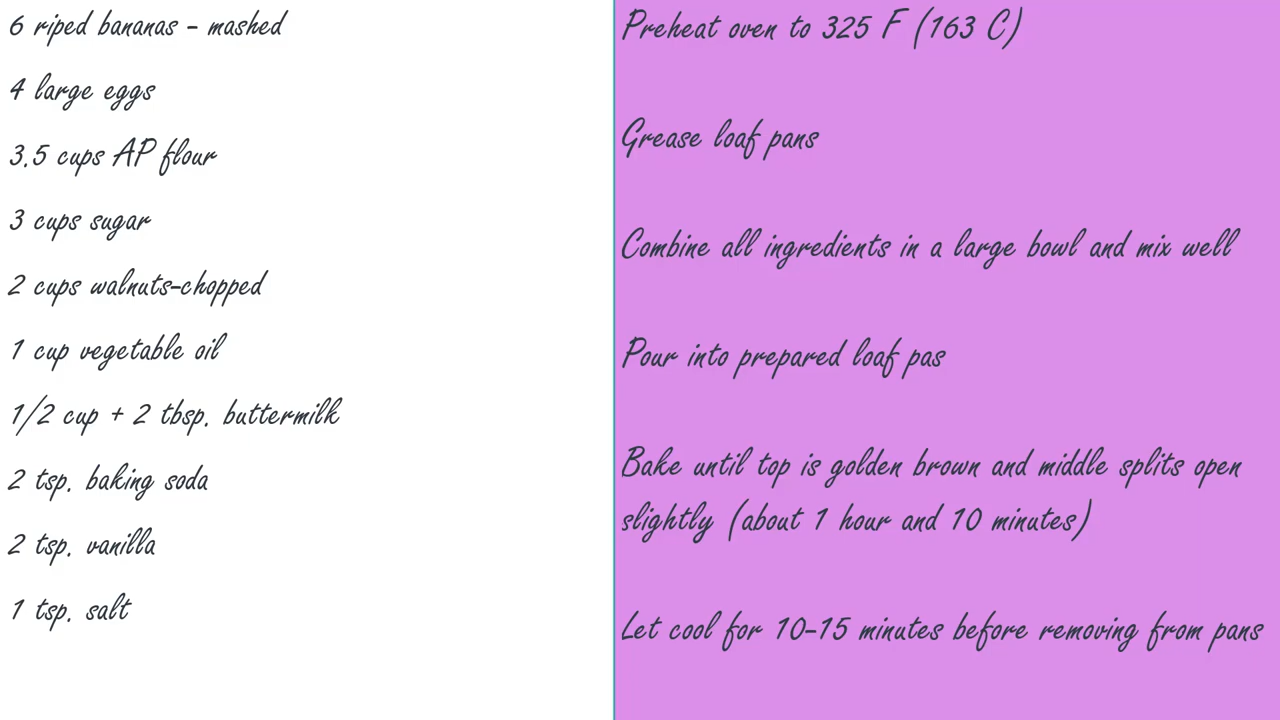 6 riped bananas - mashed
4 large eggs
3.5 cups AP flour
3 cups sugar
2 cups walnuts-chopped
1 cup vegetable oil
1/2 cup + 2 tbsp. buttermilk
2 tsp. baking soda
2 tsp. vanilla
1 tsp. salt
Preheat oven to 325 F (163 C)
Grease loaf pans
Combine all ingredients in a large bowl and mix well
Pour into prepared loaf pas
Bake until top is golden brown and middle splits open
slightly (about 1 hour and 10 minutes)
Let cool for 10-15 minutes before removing from pans